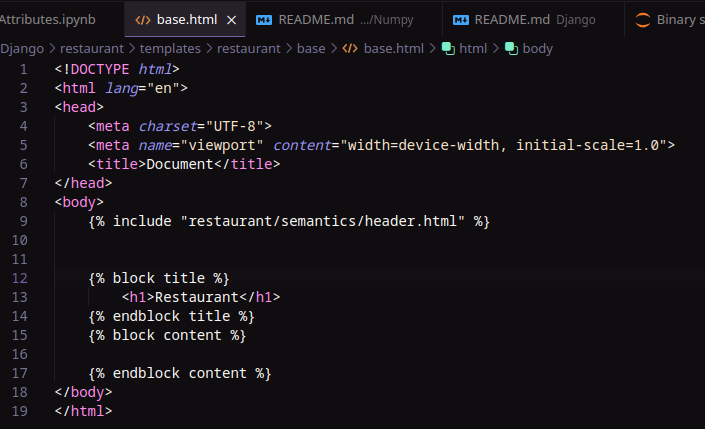 Attributes.ipynb base.html × README.md .../Numpy README.md Django Binary s
Django > restaurant > templates > restaurant > base > base.html > html > body
1 <!DOCTYPE html>
2 <html lang="en">
3 <head>
4     <meta charset="UTF-8">
5     <meta name="viewport" content="width=device-width, initial-scale=1.0">
6     <title>Document</title>
7 </head>
8 <body>
9     {% include "restaurant/semantics/header.html" %}
10
11
12     {% block title %}
13         <h1>Restaurant</h1>
14     {% endblock title %}
15     {% block content %}
16
17     {% endblock content %}
18 </body>
19 </html>